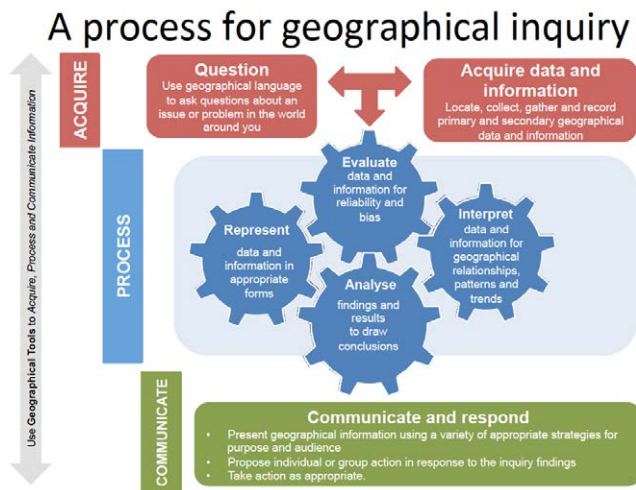 A process for geographical inquiry
Use Geographical Tools to Acquire, Process and Communicate Information
ACQUIRE
Question
Use geographical language
to ask questions about an
issue or problem in the world
around you
Acquire data and
information
Locate, collect, gather and record
primary and secondary geographical
data and information
PROCESS
Evaluate
data and
information for
reliability and
bias
Represent
data and
information in
appropriate
forms
Interpret
data and
information for
geographical
relationships,
patterns and
trends
Analyse
findings and
results
to draw
conclusions
COMMUNICATE
Communicate and respond
• Present geographical information using a variety of appropriate strategies for
purpose and audience
• Propose individual or group action in response to the inquiry findings
• Take action as appropriate.